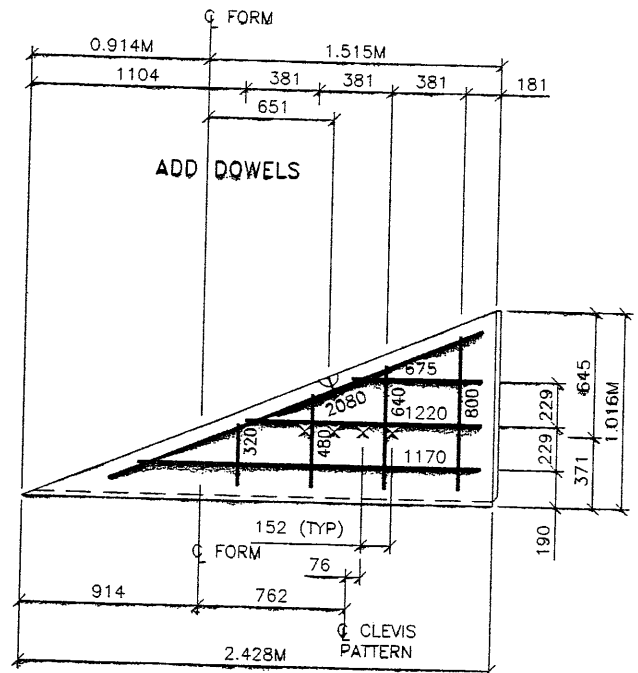 ℄ FORM
0.914M 1.515M
1104 381 381 381 181
651
ADD DOWELS
675
2080
640
800
1220
320
480
1170
645
1.016M
229
229
371
190
152 (TYP)
℄ FORM
76
914 762
℄ CLEVIS
PATTERN
2.428M